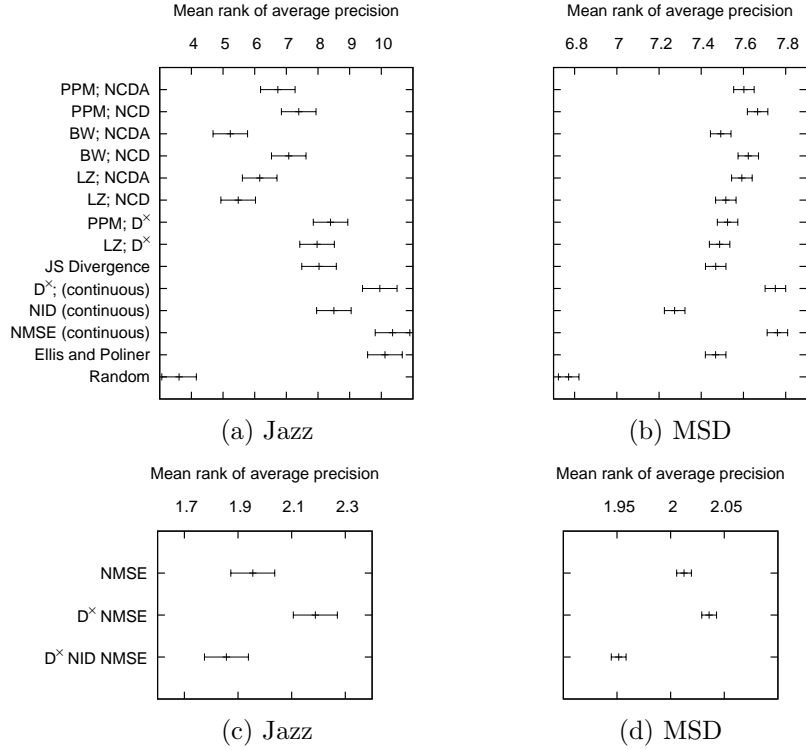 Mean rank of average precision
4 5 6 7 8 9 10
PPM; NCDA
PPM; NCD
BW; NCDA
BW; NCD
LZ; NCDA
LZ; NCD
PPM; D×
LZ; D×
JS Divergence
D×; (continuous)
NID (continuous)
NMSE (continuous)
Ellis and Poliner
Random
(a) Jazz
Mean rank of average precision
6.8 7 7.2 7.4 7.6 7.8
(b) MSD
Mean rank of average precision
1.7 1.9 2.1 2.3
NMSE
D× NMSE
D× NID NMSE
(c) Jazz
Mean rank of average precision
1.95 2 2.05
(d) MSD